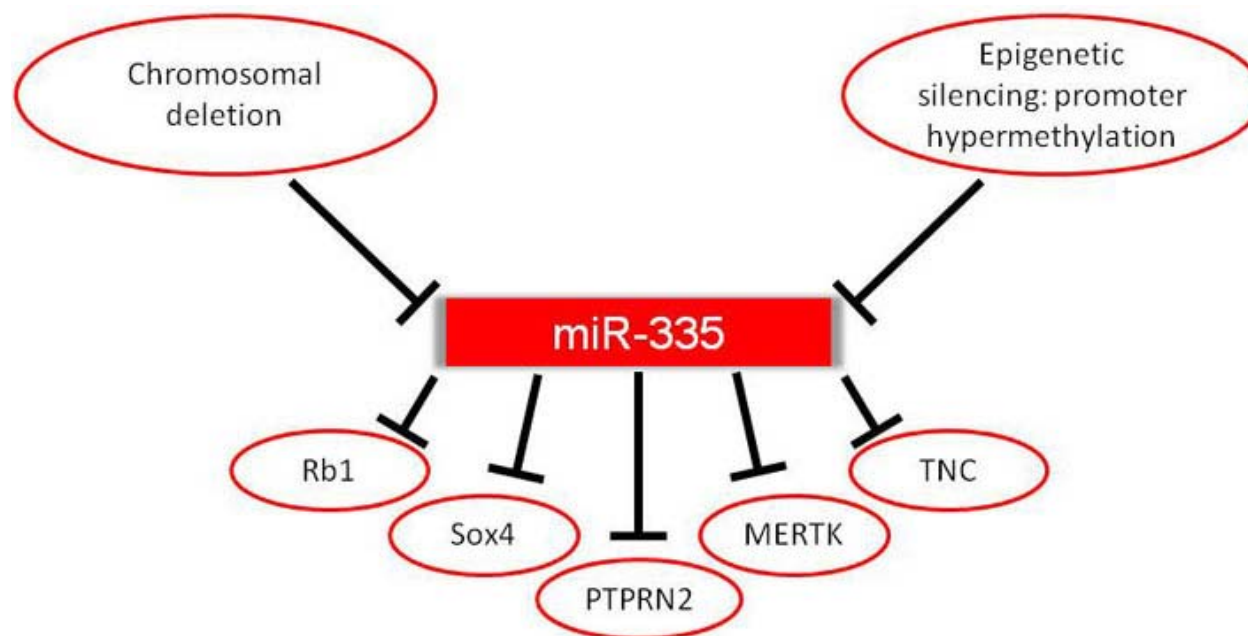 Chromosomal
deletion
Epigenetic
silencing: promoter
hypermethylation
miR-335
Rb1
Sox4
PTPRN2
MERTK
TNC